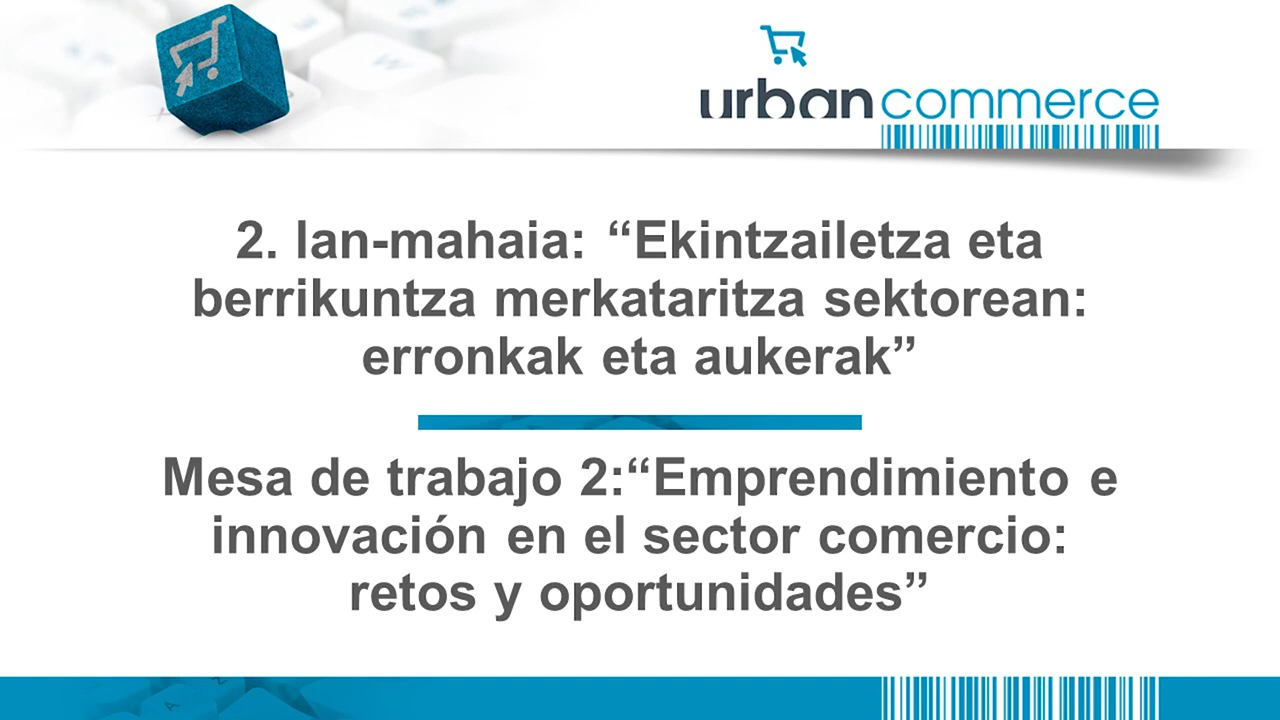 urbancommerce
2. lan-mahaia: “Ekintzailetza eta
berrikuntza merkataritza sektorean:
erronkak eta aukerak”
Mesa de trabajo 2:“Emprendimiento e
innovación en el sector comercio:
retos y oportunidades”